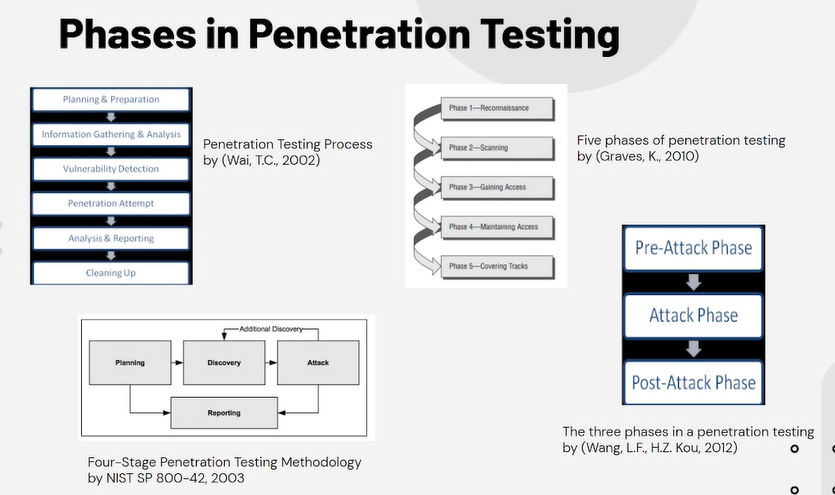 Phases in Penetration Testing
Planning & Preparation
Information Gathering & Analysis
Vulnerability Detection
Penetration Attempt
Analysis & Reporting
Cleaning Up
Penetration Testing Process
by (Wai, T.C., 2002)
Phase 1—Reconnaissance
Phase 2—Scanning
Phase 3—Gaining Access
Phase 4—Maintaining Access
Phase 5—Covering Tracks
Five phases of penetration testing
by (Graves, K., 2010)
Additional Discovery
Planning
Discovery
Attack
Reporting
Four-Stage Penetration Testing Methodology
by NIST SP 800-42, 2003
Pre-Attack Phase
Attack Phase
Post-Attack Phase
The three phases in a penetration testing
by (Wang, L.F., H.Z. Kou, 2012)